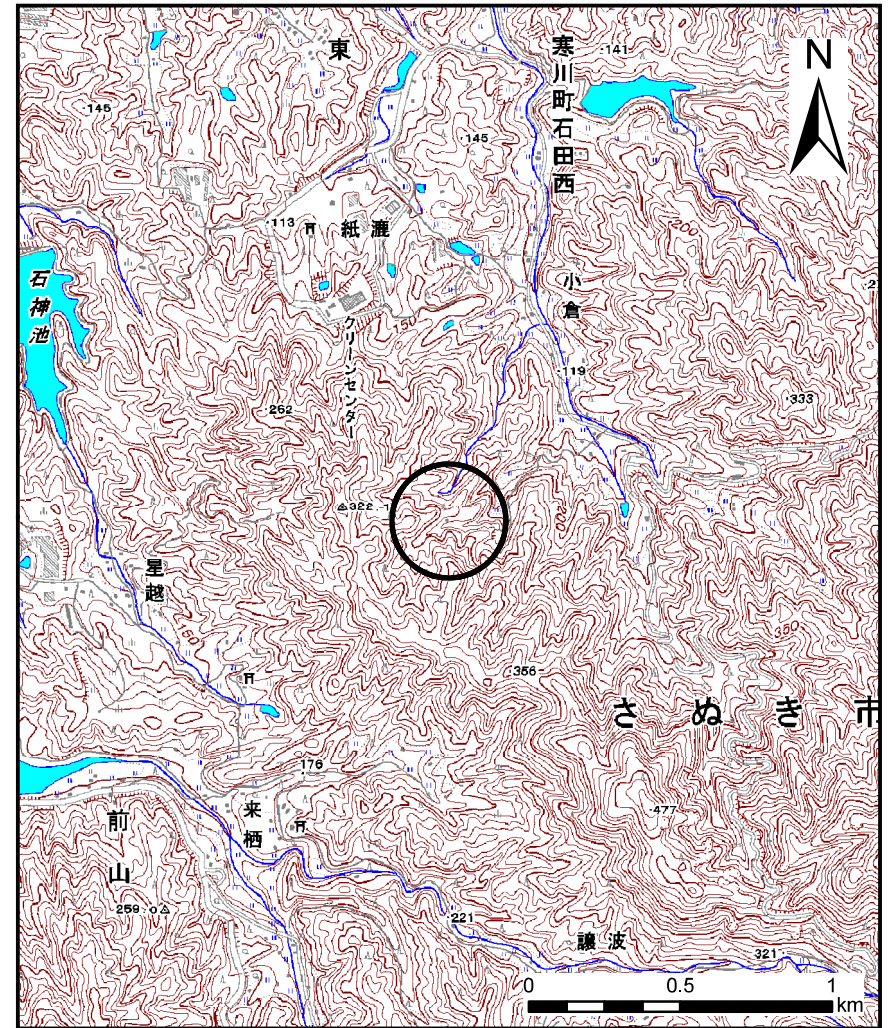 東
寒川町石田西
·141
N
·145
·145
200
·113
紙漉
小倉
石神池
150
クリーンセンター
·119
·262
·333
322.1
200
星越
150
350
·356
さぬき市
·176
来栖
·477
前山
259.0
·221
譲波
321·
0 0.5 1
km